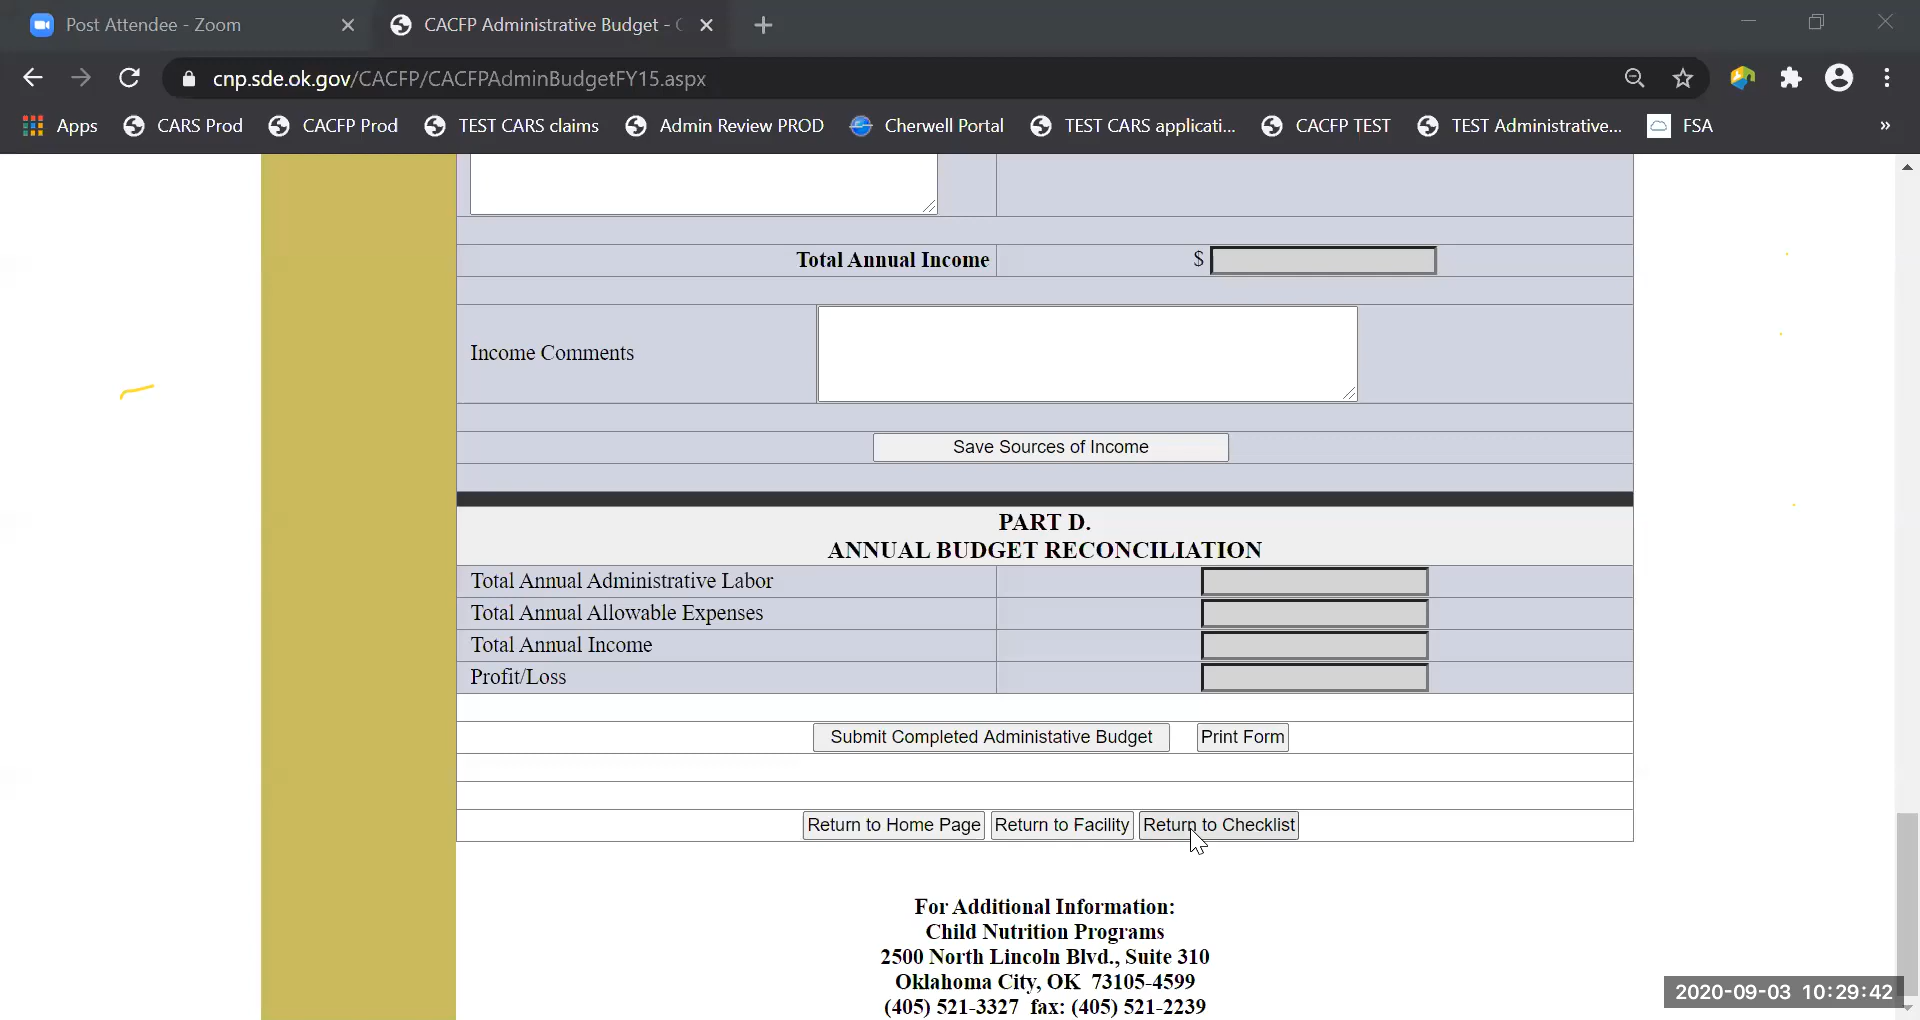 Post Attendee - Zoom
CACFP Administrative Budget -
cnp.sde.ok.gov/CACFP/CACFPAdminBudgetFY15.aspx
Apps CARS Prod CACFP Prod TEST CARS claims Admin Review PROD Cherwell Portal TEST CARS applicati... CACFP TEST TEST Administrative... FSA »
Total Annual Income $
Income Comments
Save Sources of Income
PART D.
ANNUAL BUDGET RECONCILIATION
Total Annual Administrative Labor
Total Annual Allowable Expenses
Total Annual Income
Profit/Loss
Submit Completed Administative Budget Print Form
Return to Home Page Return to Facility Return to Checklist
For Additional Information:
Child Nutrition Programs
2500 North Lincoln Blvd., Suite 310
Oklahoma City, OK 73105-4599
(405) 521-3327 fax: (405) 521-2239
2020-09-03 10:29:42